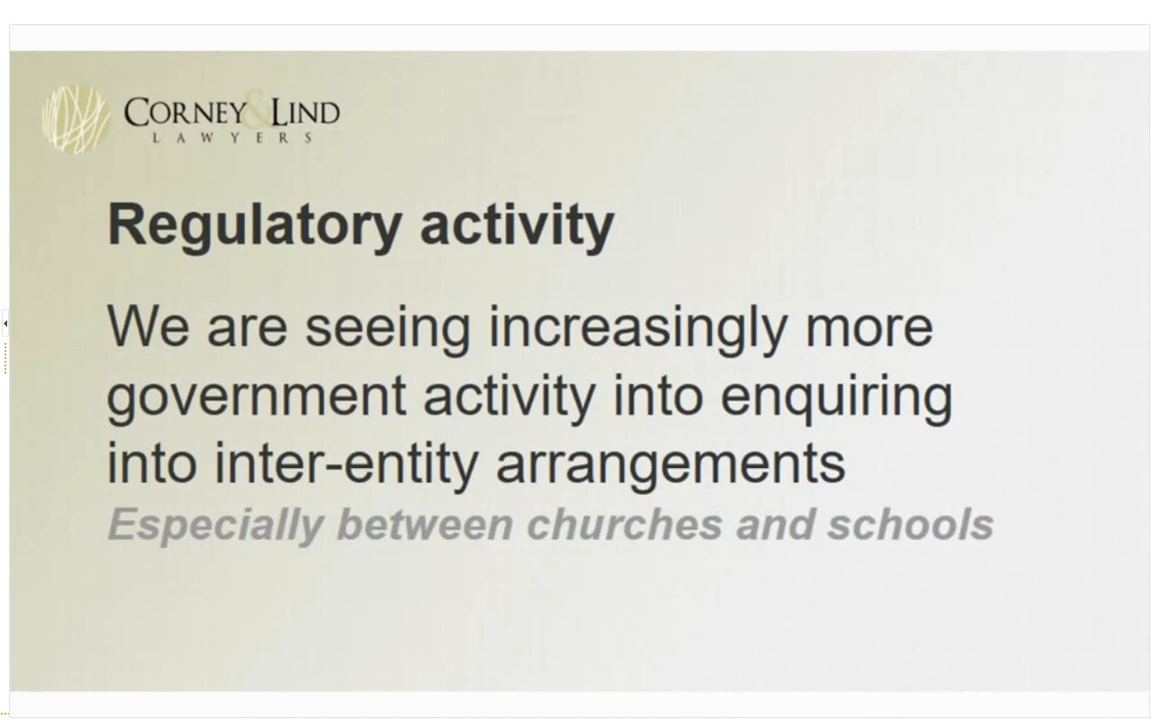 CORNEY & LIND
LAWYERS
Regulatory activity
We are seeing increasingly more
government activity into enquiring
into inter-entity arrangements
Especially between churches and schools